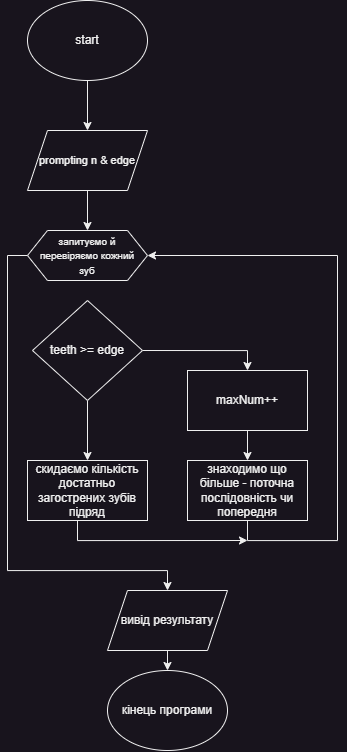 start
prompting n & edge
запитуємо й
перевіряємо кожний
зуб
teeth >= edge
maxNum++
скидаємо кількість
достатньо
загострених зубів
підряд
знаходимо що
більше - поточна
послідовність чи
попередня
вивід результату
кінець програми